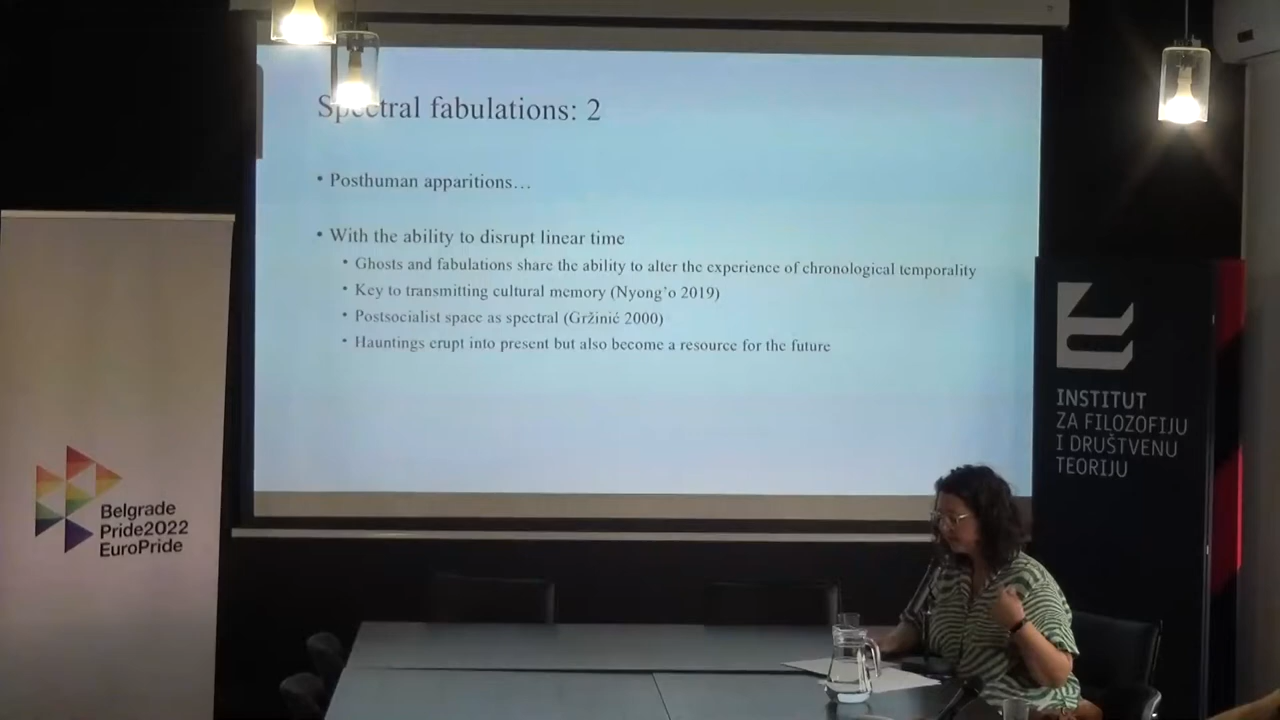 Spectral fabulations: 2
• Posthuman apparitions…
• With the ability to disrupt linear time
• Ghosts and fabulations share the ability to alter the experience of chronological temporality
• Key to transmitting cultural memory (Nyong’o 2019)
• Postsocialist space as spectral (Gržinić 2000)
• Hauntings erupt into present but also become a resource for the future
Belgrade
Pride2022
EuroPride
INSTITUT
ZA FILOZOFIJU
I DRUŠTVENU
TEORIJU